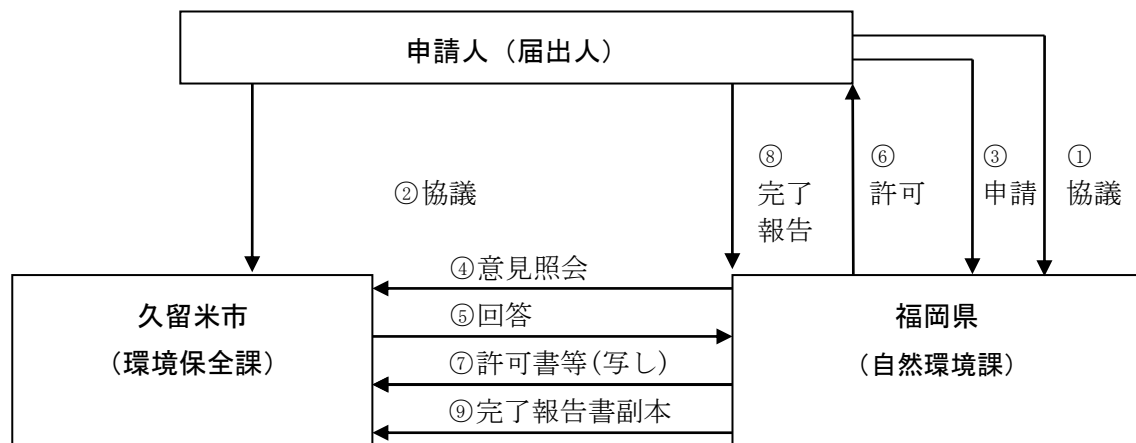 申請人（届出人）
②協議
⑧
完了
報告
⑥
許可
③
申請
①
協議
④意見照会
⑤回答
⑦許可書等(写し)
⑨完了報告書副本
久留米市
（環境保全課）
福岡県
（自然環境課）